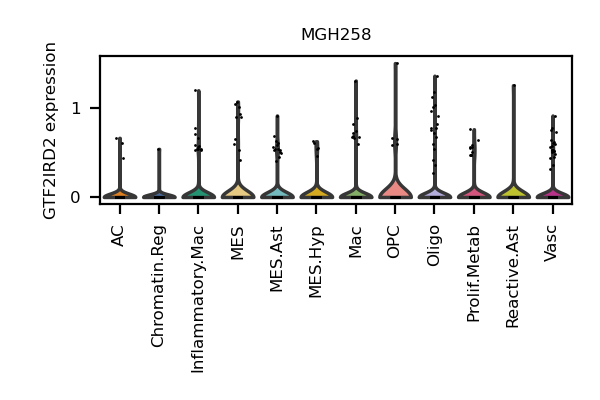 MGH258
GTF2IRD2 expression
1
0
AC
Chromatin.Reg
Inflammatory.Mac
MES
MES.Ast
MES.Hyp
Mac
OPC
Oligo
Prolif.Metab
Reactive.Ast
Vasc